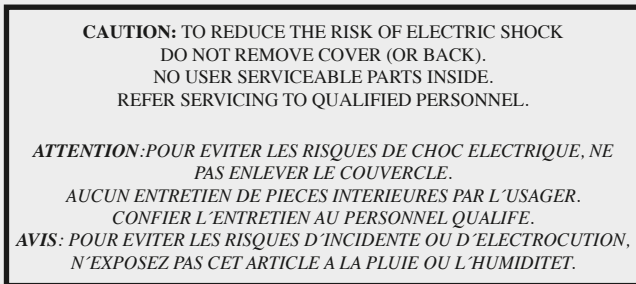 CAUTION: TO REDUCE THE RISK OF ELECTRIC SHOCK
DO NOT REMOVE COVER (OR BACK).
NO USER SERVICEABLE PARTS INSIDE.
REFER SERVICING TO QUALIFIED PERSONNEL.
ATTENTION:POUR EVITER LES RISQUES DE CHOC ELECTRIQUE, NE
PAS ENLEVER LE COUVERCLE.
AUCUN ENTRETIEN DE PIECES INTERIEURES PAR L´USAGER.
CONFIER L´ENTRETIEN AU PERSONNEL QUALIFE.
AVIS: POUR EVITER LES RISQUES D´INCIDENTE OU D´ELECTROCUTION,
N´EXPOSEZ PAS CET ARTICLE A LA PLUIE OU L´HUMIDITET.